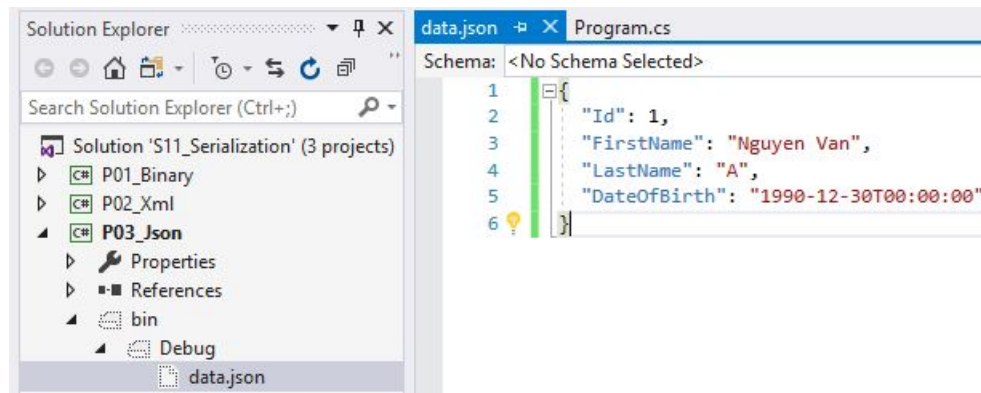 Solution Explorer
Search Solution Explorer (Ctrl+;)
Solution 'S11_Serialization' (3 projects)
C# P01_Binary
C# P02_Xml
C# P03_Json
Properties
References
bin
Debug
data.json
data.json Program.cs
Schema: <No Schema Selected>
1 {
2 "Id": 1,
3 "FirstName": "Nguyen Van",
4 "LastName": "A",
5 "DateOfBirth": "1990-12-30T00:00:00"
6 }